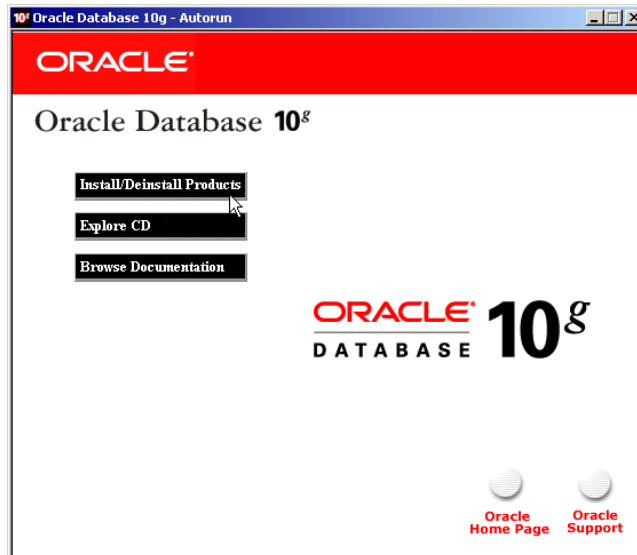 10g Oracle Database 10g - Autorun
ORACLE®
Oracle Database 10g
Install/Deinstall Products
Explore CD
Browse Documentation
ORACLE® 10g
DATABASE
Oracle Home Page
Oracle Support